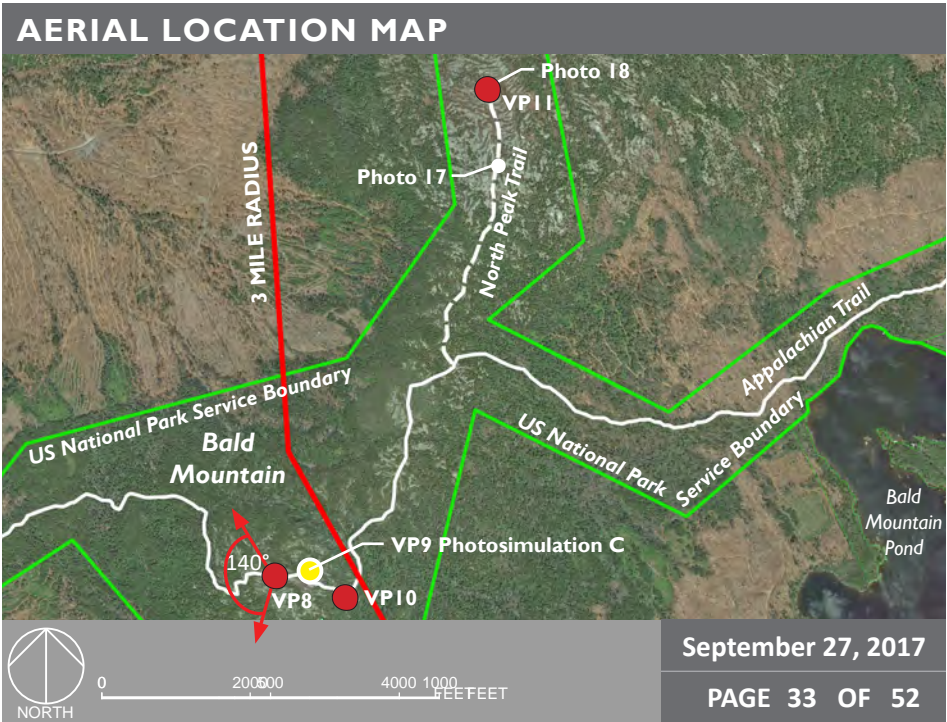 AERIAL LOCATION MAP
Photo 18
VP11
Photo 17
North Peak Trail
3 MILE RADIUS
Appalachian Trail
US National Park Service Boundary
Bald
Mountain
US National Park Service Boundary
Bald
Mountain
Pond
VP9 Photosimulation C
140°
VP8
VP10
NORTH
0 2000 4000
FEET FEET
September 27, 2017
PAGE 33 OF 52